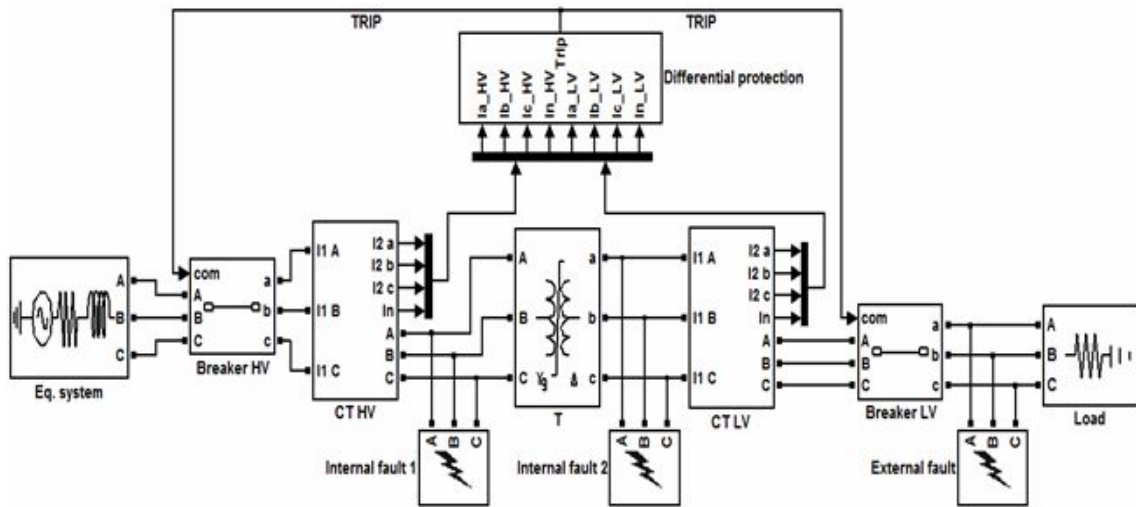 TRIP TRIP
Trip
Ia_HV Ib_HV Ic_HV In_HV Ia_LV Ib_LV Ic_LV In_LV
Differential protection
A
B
C
Eq. system
com
A
B
C
a
b
c
Breaker HV
I1 A
I1 B
I1 C
I2 a
I2 b
I2 c
In
A
B
C
CT HV
A
B
C
Yg Δ
a
b
c
T
I1 A
I1 B
I1 C
I2 a
I2 b
I2 c
In
A
B
C
CT LV
com
A
B
C
a
b
c
Breaker LV
A
B
C
Load
A B C
Internal fault 1
A B C
Internal fault 2
A B C
External fault